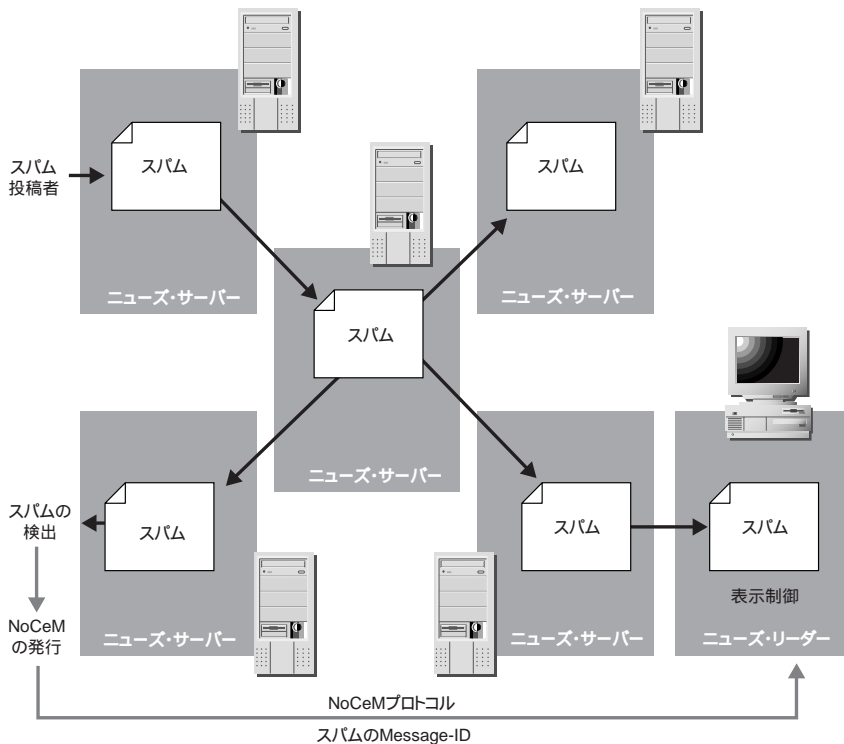 スパム
投稿者
スパム
スパム
ニューズ・サーバー
ニューズ・サーバー
スパム
ニューズ・サーバー
スパムの
検出
スパム
スパム
スパム
表示制御
NoCeM
の発行
ニューズ・サーバー
ニューズ・サーバー
ニューズ・リーダー
NoCeMプロトコル
スパムのMessage-ID